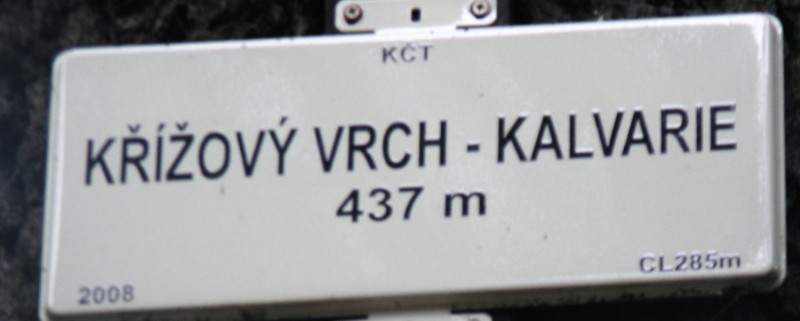 KČT
KŘÍŽOVÝ VRCH - KALVARIE
437 m
CL285m
2008